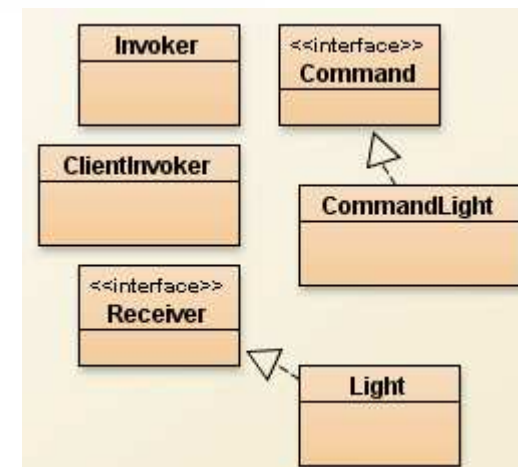 Invoker
<<interface>>
Command
ClientInvoker
CommandLight
<<interface>>
Receiver
Light